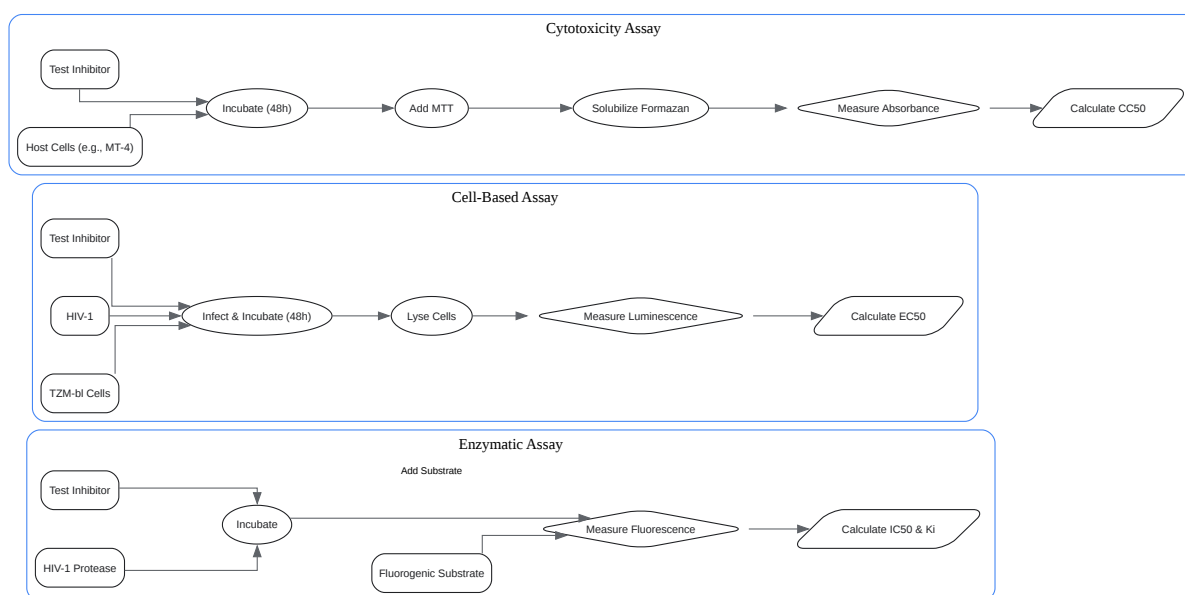 Cytotoxicity Assay
Test Inhibitor
Host Cells (e.g., MT-4)
Incubate (48h)
Add MTT
Solubilize Formazan
Measure Absorbance
Calculate CC50
Cell-Based Assay
Test Inhibitor
HIV-1
TZM-bl Cells
Infect & Incubate (48h)
Lyse Cells
Measure Luminescence
Calculate EC50
Enzymatic Assay
Add Substrate
Test Inhibitor
HIV-1 Protease
Incubate
Fluorogenic Substrate
Measure Fluorescence
Calculate IC50 & Ki